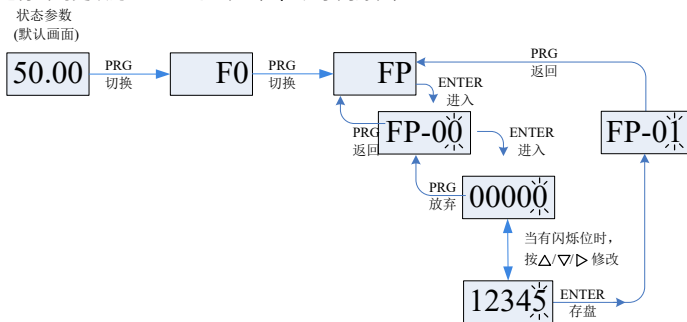 状态参数
(默认画面)
50.00
PRG
切换
F0
PRG
切换
FP
PRG
返回
ENTER
进入
PRG
返回
FP-00
ENTER
进入
FP-01
PRG
放弃
00000
当有闪烁位时，
按△/▽/▷ 修改
12345
ENTER
存盘